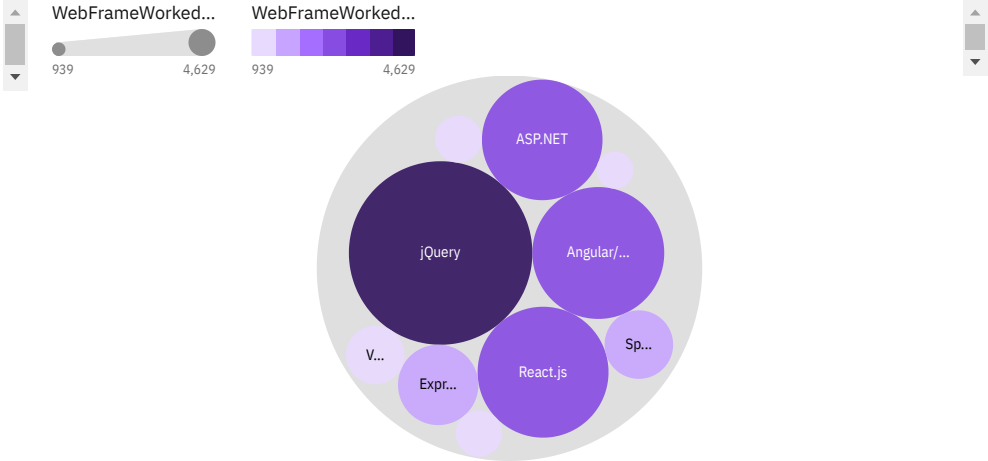 WebFrameWorked... WebFrameWorked...
939 4,629 939 4,629
ASP.NET
jQuery Angular/...
Sp...
V...
React.js
Expr...